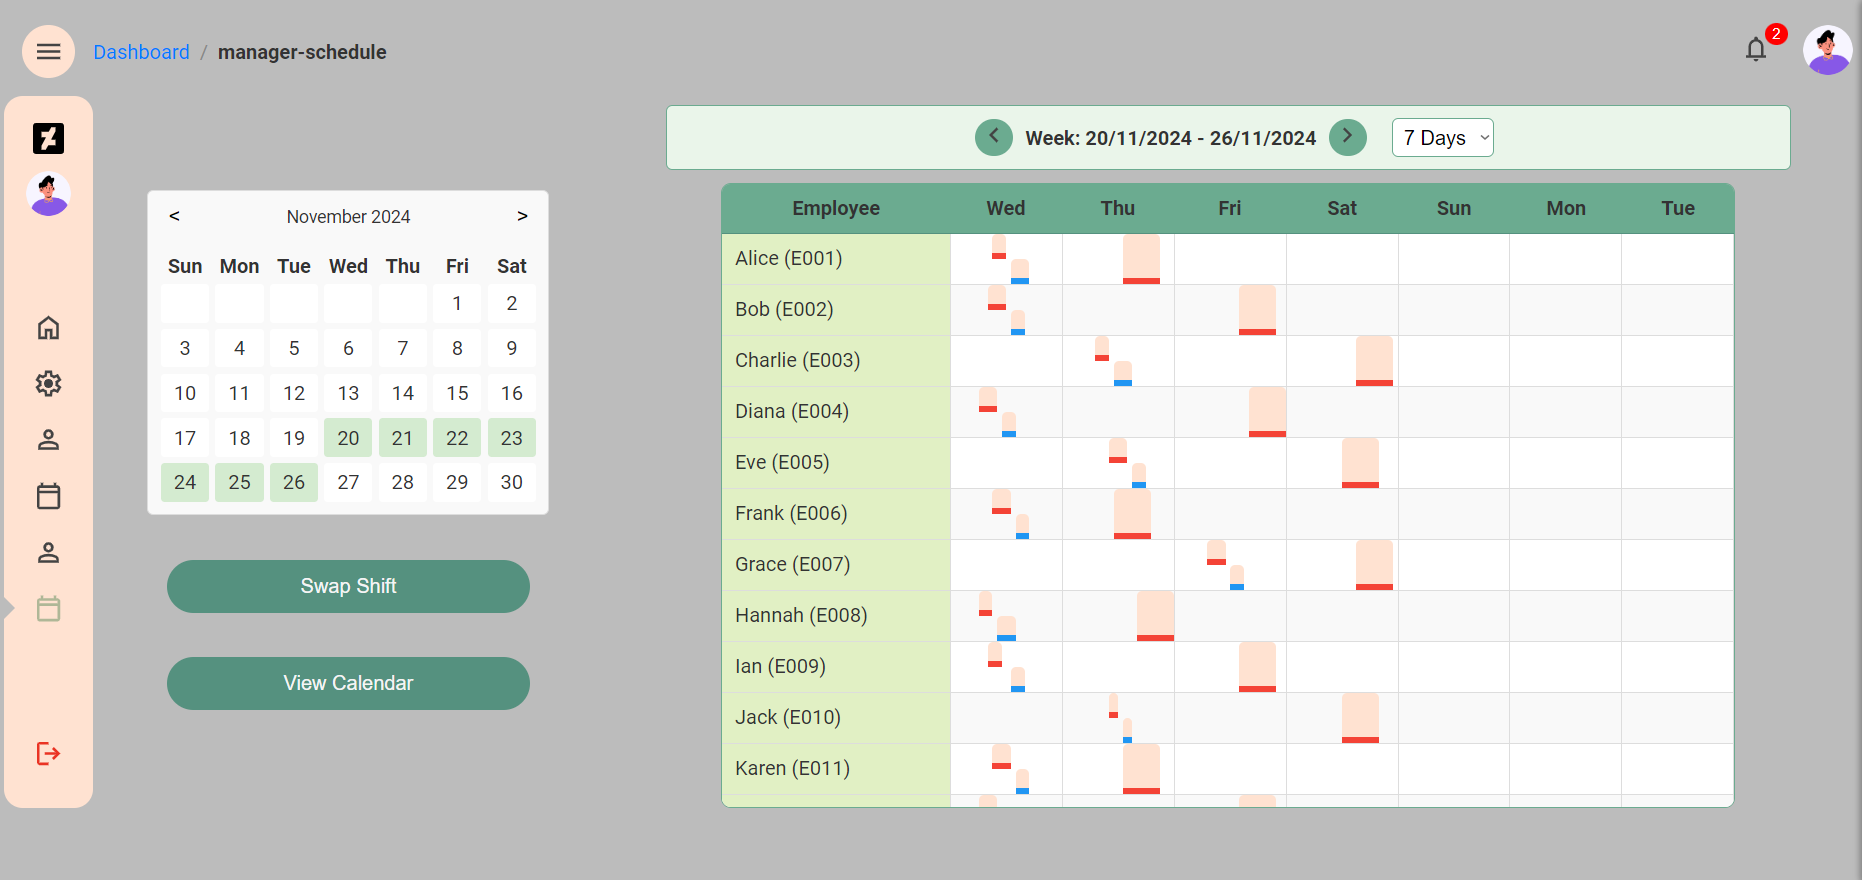 Dashboard / manager-schedule
2
Week: 20/11/2024 - 26/11/2024
7 Days
< November 2024 >
Sun Mon Tue Wed Thu Fri Sat
1 2
3 4 5 6 7 8 9
10 11 12 13 14 15 16
17 18 19 20 21 22 23
24 25 26 27 28 29 30
Swap Shift
View Calendar
Employee Wed Thu Fri Sat Sun Mon Tue
Alice (E001)
Bob (E002)
Charlie (E003)
Diana (E004)
Eve (E005)
Frank (E006)
Grace (E007)
Hannah (E008)
Ian (E009)
Jack (E010)
Karen (E011)